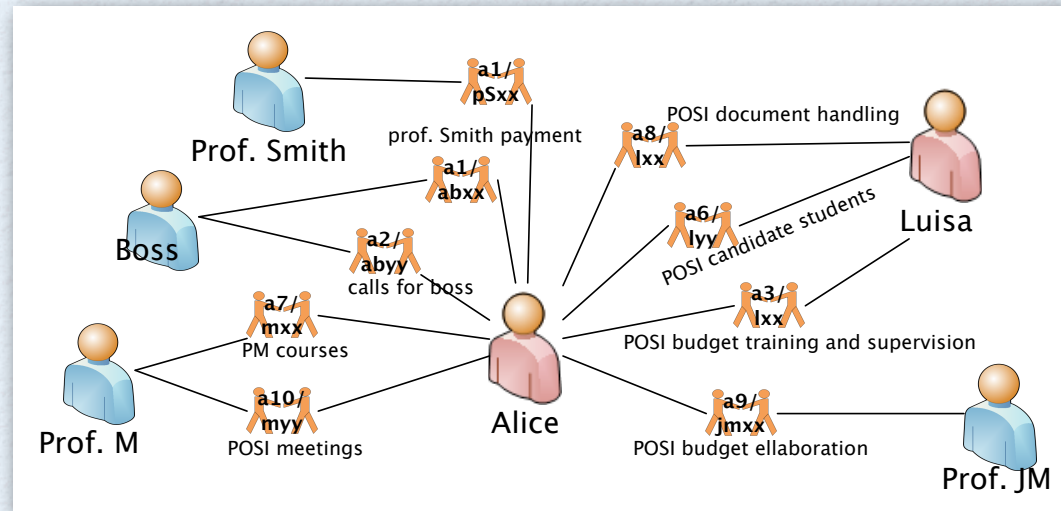 a1/
pSxx
Prof. Smith
prof. Smith payment
a1/
abxx
Boss
a2/
abyy
calls for boss
a7/
mxx
PM courses
Prof. M
a10/
myy
POSI meetings
Alice
POSI document handling
a8/
lxx
Luisa
a6/
lyy
POSI candidate students
a3/
lxx
POSI budget training and supervision
a9/
jmxx
POSI budget ellaboration
Prof. JM